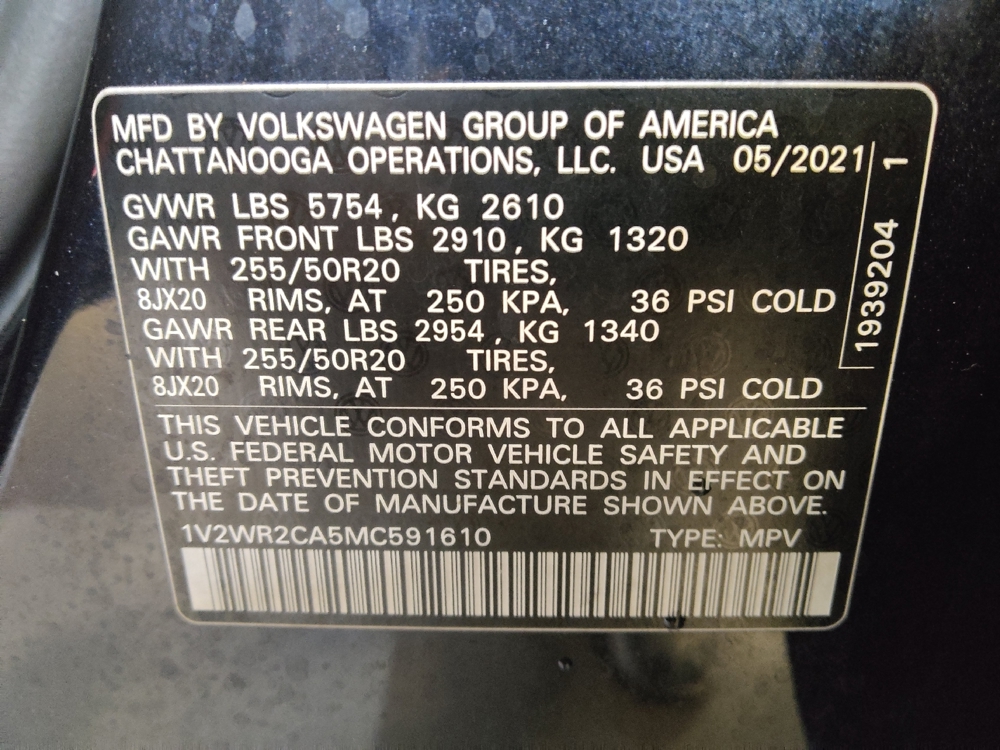 MFD BY VOLKSWAGEN GROUP OF AMERICA
CHATTANOOGA OPERATIONS, LLC. USA 05/2021
GVWR LBS 5754, KG 2610
GAWR FRONT LBS 2910, KG 1320
WITH 255/50R20 TIRES,
8JX20 RIMS, AT 250 KPA, 36 PSI COLD
GAWR REAR LBS 2954, KG 1340
WITH 255/50R20 TIRES,
8JX20 RIMS, AT 250 KPA, 36 PSI COLD
1939204 1
THIS VEHICLE CONFORMS TO ALL APPLICABLE
U.S. FEDERAL MOTOR VEHICLE SAFETY AND
THEFT PREVENTION STANDARDS IN EFFECT ON
THE DATE OF MANUFACTURE SHOWN ABOVE.
1V2WR2CA5MC591610 TYPE: MPV